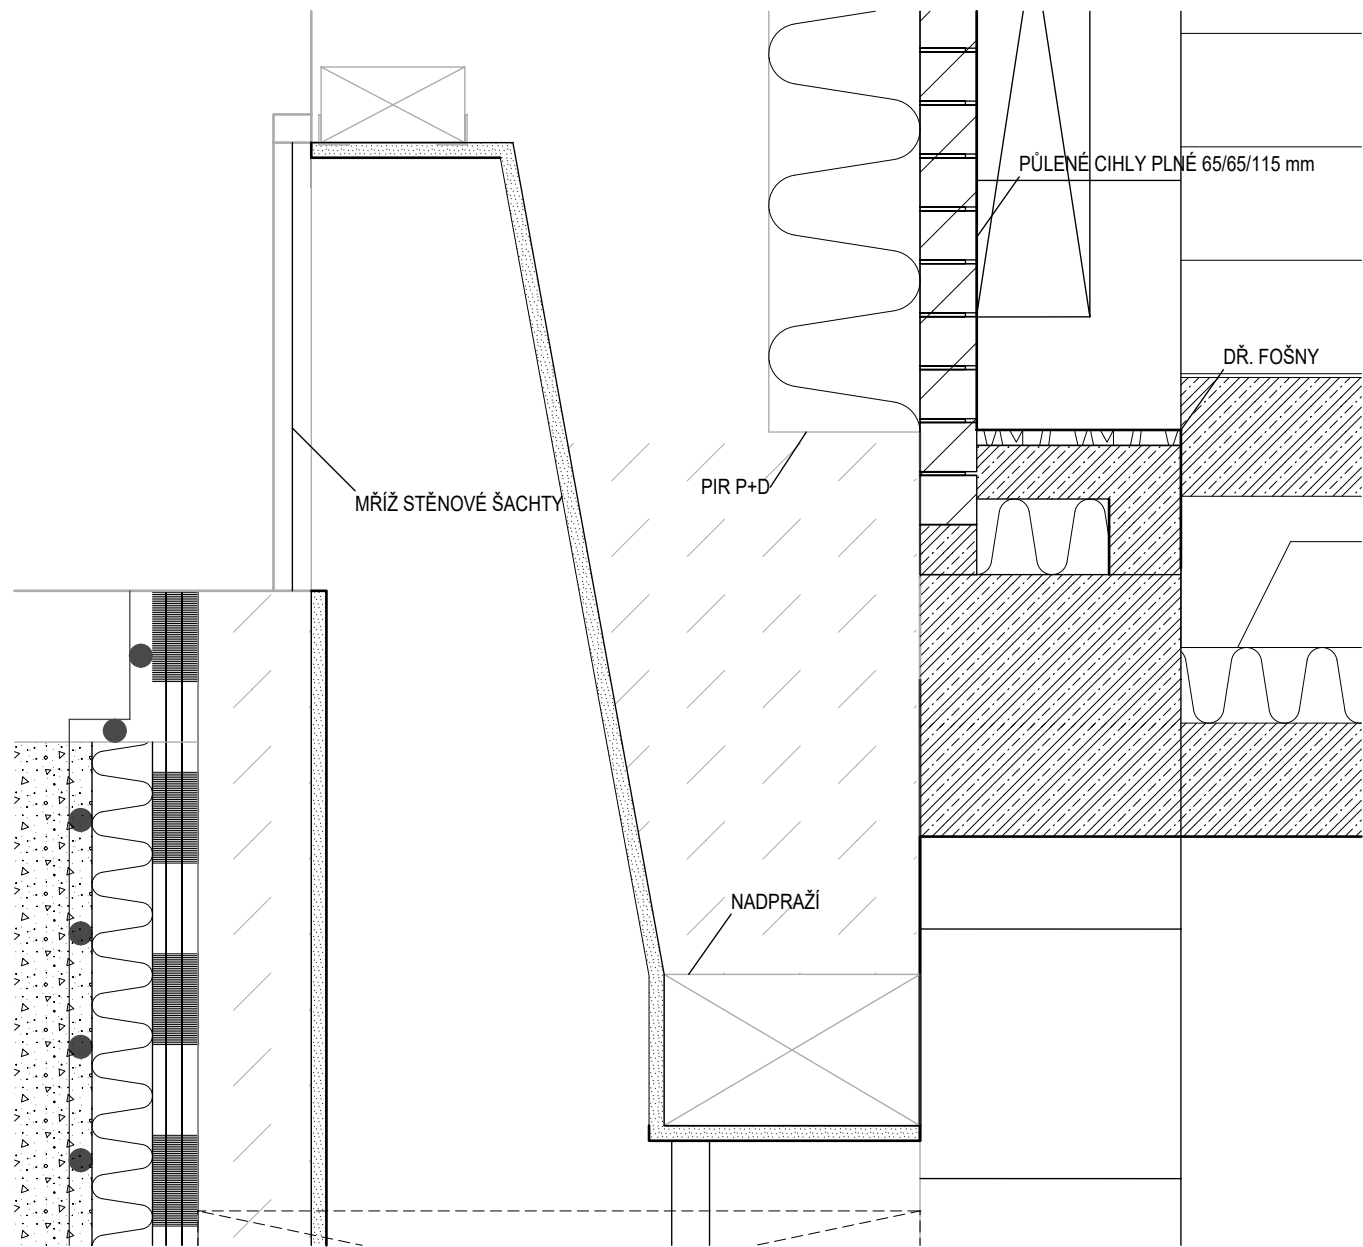 PŮLENÉ CIHLY PLNÉ 65/65/115 mm
DŘ. FOŠNY
PIR P+D
MŘÍŽ STĚNOVÉ ŠACHTY
NADPRAŽÍ